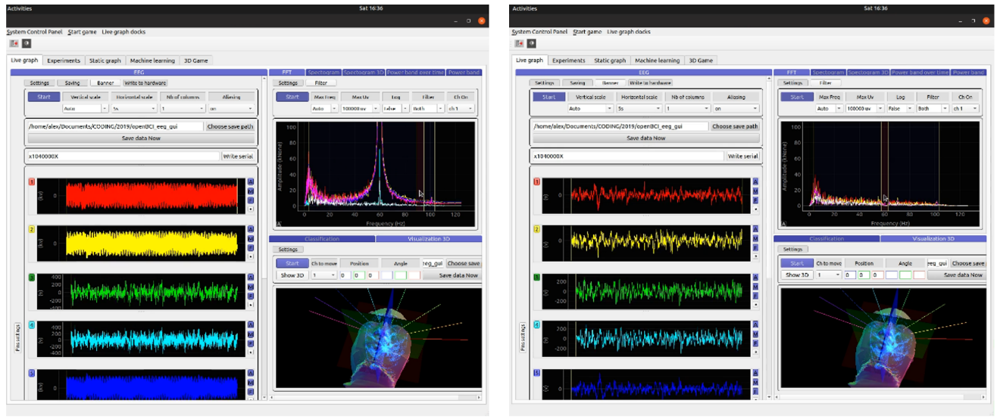 Activities
Sat 16:36
System Control Panel Start game Live graph docks
Live graph Experiments Static graph Machine learning 3D Game
EEG
Settings Saving Banner Write to hardware
Start Vertical scale Horizontal scale Nb of columns Aliasing
Auto 5s 1 on
/home/alex/Documents/CODING/2019/openBCI_eeg_gui Choose save path
Save data Now
x1040000X Write serial
1
0
(kv)
A
M
F
2
0
(kv)
A
M
F
3
400
200
0
-200
-400
(v)
A
M
F
4
400
200
0
-200
-400
(v)
A
M
F
5
0
(kv)
A
M
F
Pins settings
FFT Spectrogram Spectrogram 3D Power band over time Power band
Settings Filter
Start Max Freq Max Uv Log Filter Ch On
Auto 100000 uv False Both ch 1
Amplitude (kNone)
100
80
60
40
20
0
0 20 40 60 80 100 120
Frequency (Hz)
A
Classification Visualization 3D
Settings
Start Ch to move Position Angle eeg_gui Choose save
Show 3D 1 0 0 0 Save data Now
Activities
Sat 16:36
System Control Panel Start game Live graph docks
Live graph Experiments Static graph Machine learning 3D Game
EEG
Settings Saving Banner Write to hardware
Start Vertical scale Horizontal scale Nb of columns Aliasing
Auto 5s 1 on
/home/alex/Documents/CODING/2019/openBCI_eeg_gui Choose save path
Save data Now
x1040000X Write serial
1
0
(v)
A
M
F
2
0
(v)
A
M
F
3
200
0
-200
(v)
A
M
F
4
200
0
-200
(v)
A
M
F
5
0
A
M
F
Pins settings
FFT Spectrogram Spectrogram 3D Power band over time Power band
Settings Filter
Start Max Freq Max Uv Log Filter Ch On
Auto 100000 uv False Both ch 1
Amplitude (kNone)
100
80
60
40
20
0
0 20 40 60 80 100 120
Frequency (Hz)
A
Classification Visualization 3D
Settings
Start Ch to move Position Angle eeg_gui Choose save
Show 3D 1 0 0 0 Save data Now